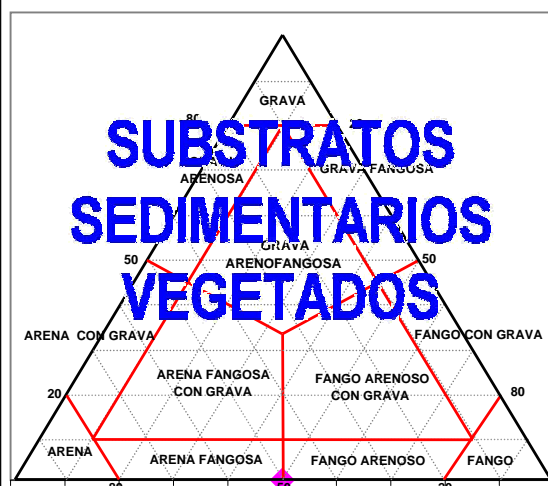 GRAVA
80
SUBSTRATOS
ARENOSA
GRAVA FANGOSA
SEDIMENTARIOS
GRAVA
ARENOFANGOSA
50
50
VEGETADOS
ARENA CON GRAVA
FANGO CON GRAVA
ARENA FANGOSA
CON GRAVA
FANGO ARENOSO
CON GRAVA
20
80
ARENA
ARENA FANGOSA
FANGO ARENOSO
FANGO